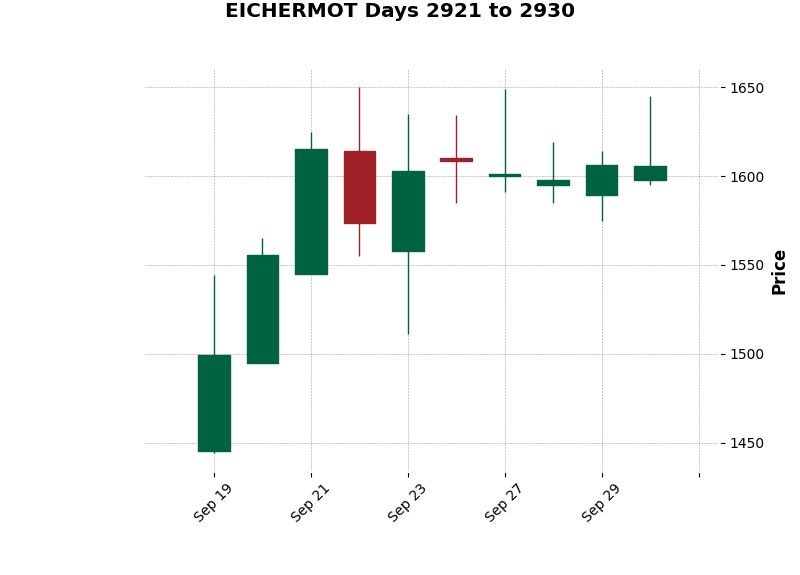 EICHERMOT Days 2921 to 2930
1650
1600
1550
1500
1450
Price
Sep 19
Sep 21
Sep 23
Sep 27
Sep 29